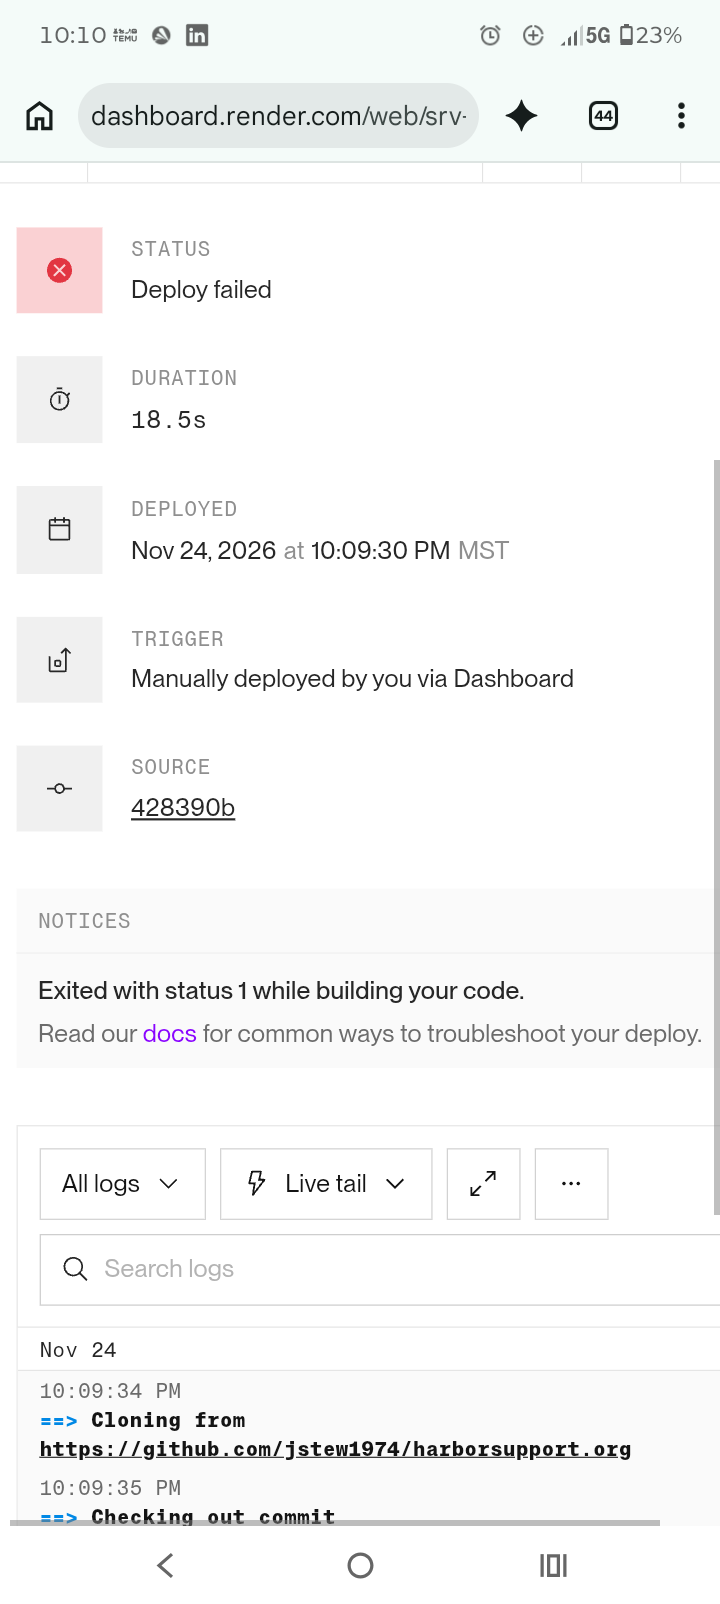 10:10 TEMU in 5G 23%
dashboard.render.com/web/srv-
44
STATUS
Deploy failed
DURATION
18.5s
DEPLOYED
Nov 24, 2026 at 10:09:30 PM MST
TRIGGER
Manually deployed by you via Dashboard
SOURCE
428390b
NOTICES
Exited with status 1 while building your code.
Read our docs for common ways to troubleshoot your deploy.
All logs
Live tail
...
Search logs
Nov 24
10:09:34 PM
==> Cloning from
https://github.com/jstew1974/harborsupport.org
10:09:35 PM
==> Checking out commit